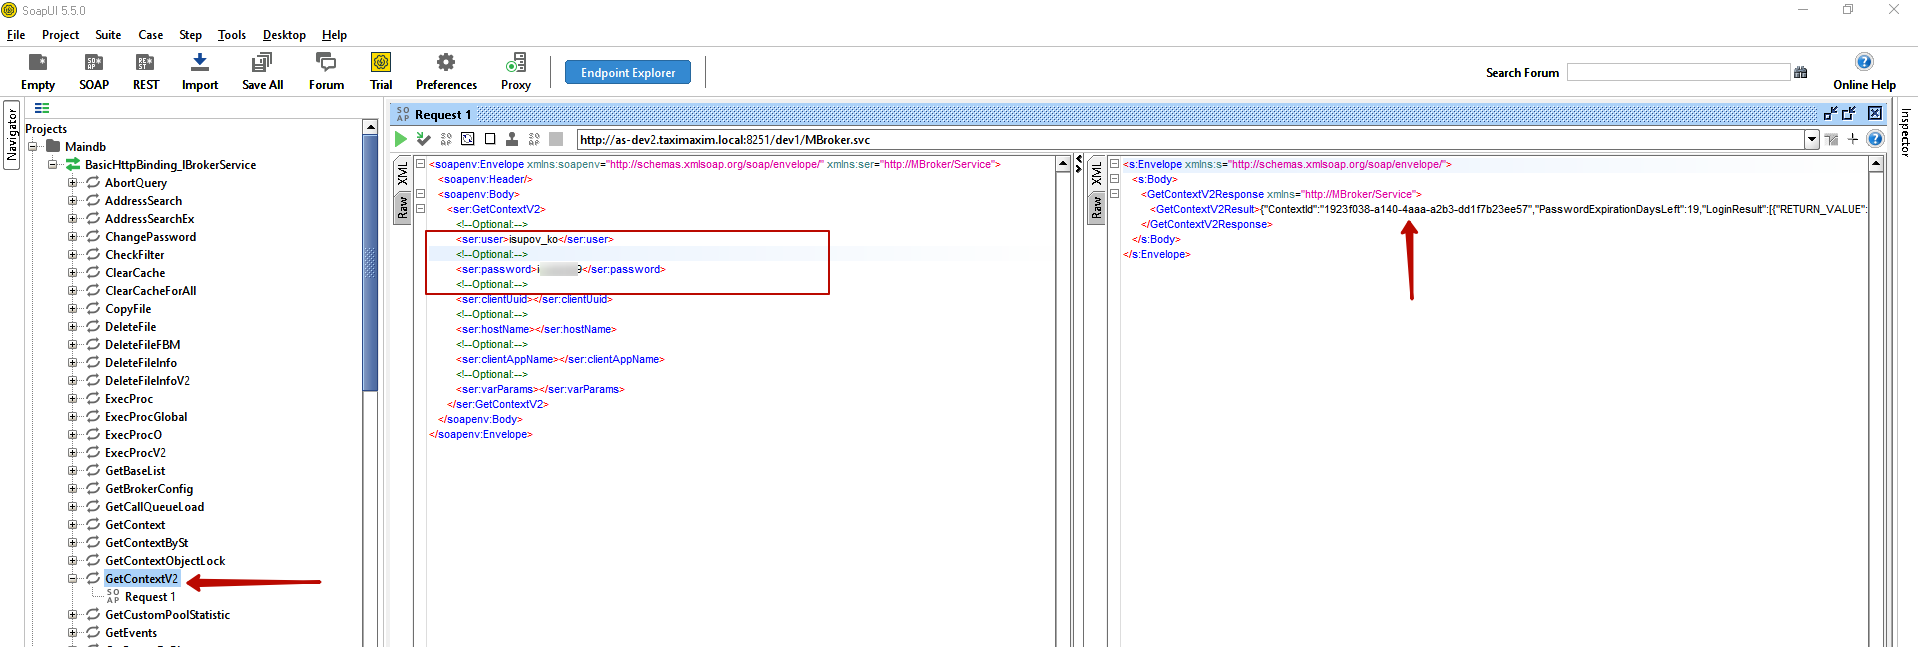 SoapUI 5.5.0
File Project Suite Case Step Tools Desktop Help
Empty SOAP REST Import Save All Forum Trial Preferences Proxy Endpoint Explorer Search Forum Online Help
Navigator
Projects
Maindb
BasicHttpBinding_IBrokerService
AbortQuery
AddressSearch
AddressSearchEx
ChangePassword
CheckFilter
ClearCache
ClearCacheForAll
CopyFile
DeleteFile
DeleteFileFBM
DeleteFileInfo
DeleteFileInfoV2
ExecProc
ExecProcGlobal
ExecProcO
ExecProcV2
GetBaseList
GetBrokerConfig
GetCallQueueLoad
GetContext
GetContextBySt
GetContextObjectLock
GetContextV2
Request 1
GetCustomPoolStatistic
GetEvents
Request 1
http://as-dev2.taximaxim.local:8251/dev1/MBroker.svc
XML
Raw
<soapenv:Envelope xmlns:soapenv="http://schemas.xmlsoap.org/soap/envelope/" xmlns:ser="http://MBroker/Service">
<soapenv:Header/>
<soapenv:Body>
<ser:GetContextV2>
<!--Optional:-->
<ser:user>isupov_ko</ser:user>
<!--Optional:-->
<ser:password>i 9</ser:password>
<!--Optional:-->
<ser:clientUuid></ser:clientUuid>
<!--Optional:-->
<ser:hostName></ser:hostName>
<!--Optional:-->
<ser:clientAppName></ser:clientAppName>
<!--Optional:-->
<ser:varParams></ser:varParams>
</ser:GetContextV2>
</soapenv:Body>
</soapenv:Envelope>
XML
Raw
<s:Envelope xmlns:s="http://schemas.xmlsoap.org/soap/envelope/">
<s:Body>
<GetContextV2Response xmlns="http://MBroker/Service">
<GetContextV2Result>{"ContextId":"1923f038-a140-4aaa-a2b3-dd1f7b23ee57","PasswordExpirationDaysLeft":19,"LoginResult":[{"RETURN_VALUE":
</GetContextV2Response>
</s:Body>
</s:Envelope>
Inspector